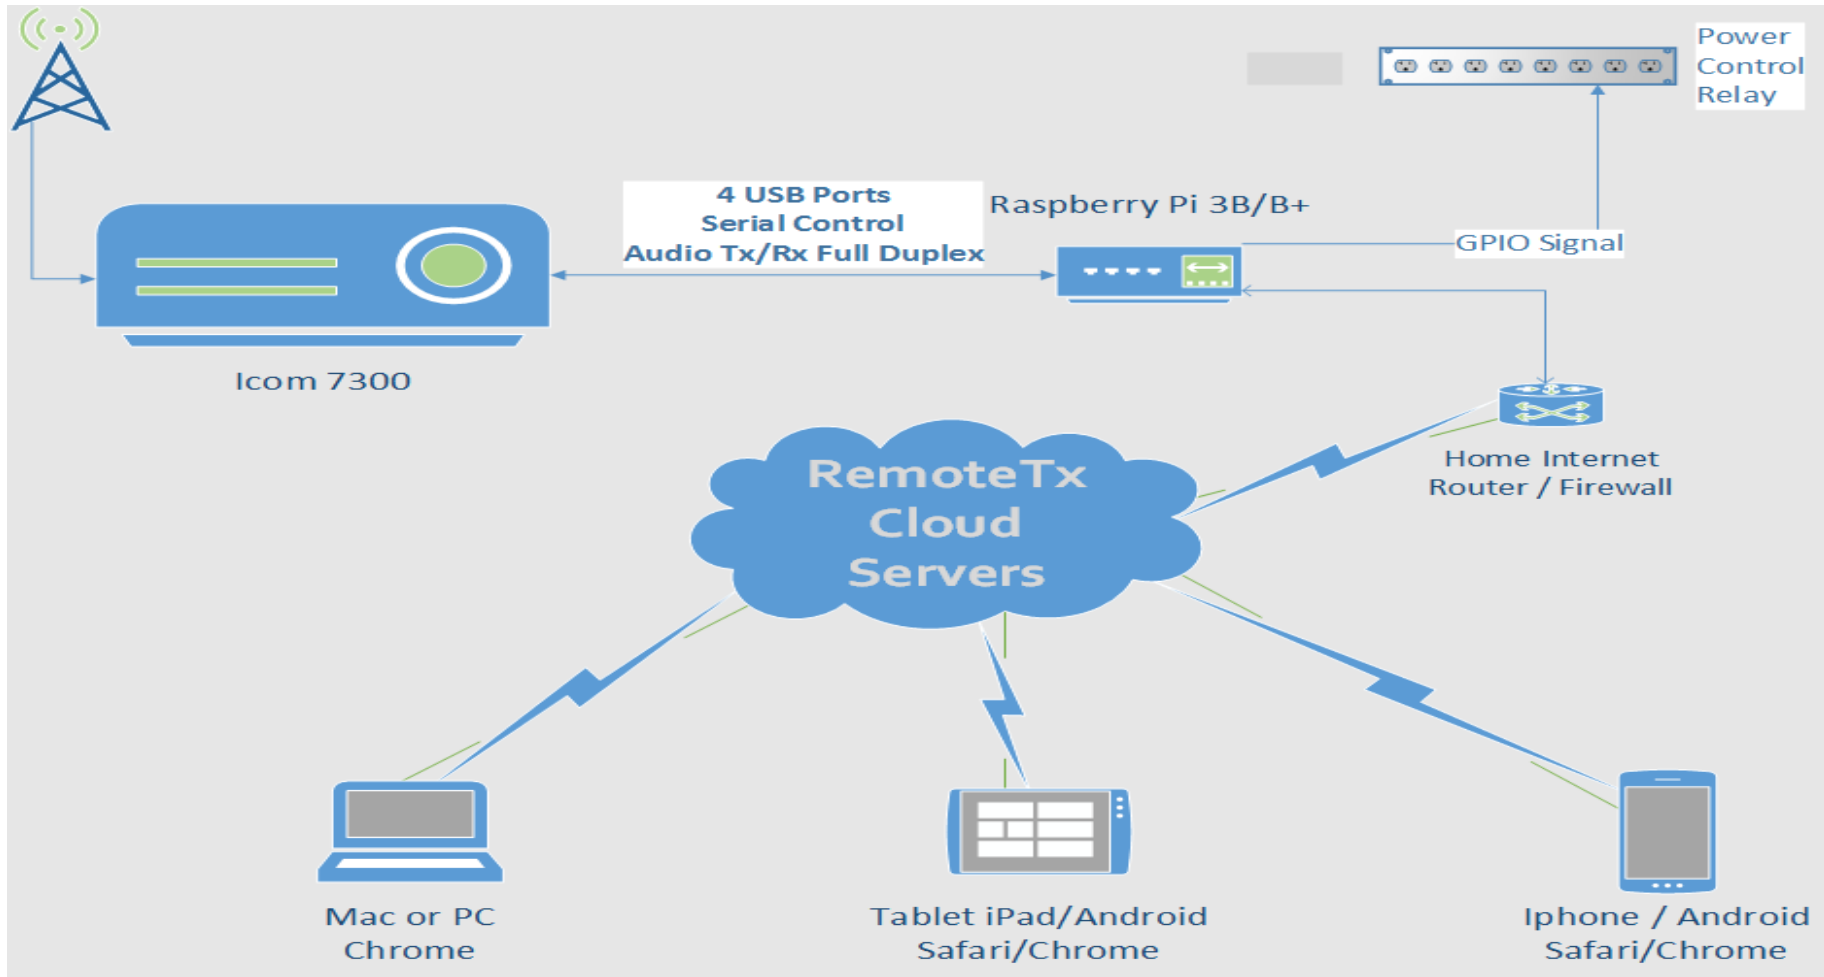 Power
Control
Relay
4 USB Ports
Serial Control
Audio Tx/Rx Full Duplex
Raspberry Pi 3B/B+
GPIO Signal
Icom 7300
Home Internet
Router / Firewall
RemoteTx
Cloud
Servers
Mac or PC
Chrome
Tablet iPad/Android
Safari/Chrome
Iphone / Android
Safari/Chrome